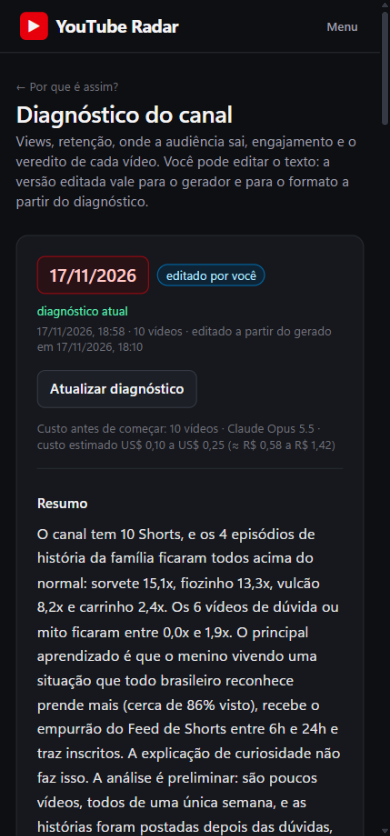 YouTube Radar
Menu
← Por que é assim?
Diagnóstico do canal
Views, retenção, onde a audiência sai, engajamento e o
veredito de cada vídeo. Você pode editar o texto: a
versão editada vale para o gerador e para o formato a
partir do diagnóstico.
17/11/2026
editado por você
diagnóstico atual
17/11/2026, 18:58 · 10 vídeos · editado a partir do gerado
em 17/11/2026, 18:10
Atualizar diagnóstico
Custo antes de começar: 10 vídeos · Claude Opus 5.5 ·
custo estimado US$ 0,10 a US$ 0,25 (≈ R$ 0,58 a R$ 1,42)
Resumo
O canal tem 10 Shorts, e os 4 episódios de
história da família ficaram todos acima do
normal: sorvete 15,1x, fiozinho 13,3x, vulcão
8,2x e carrinho 2,4x. Os 6 vídeos de dúvida ou
mito ficaram entre 0,0x e 1,9x. O principal
aprendizado é que o menino vivendo uma
situação que todo brasileiro reconhece
prende mais (cerca de 86% visto), recebe o
empurrão do Feed de Shorts entre 6h e 24h e
traz inscritos. A explicação de curiosidade não
faz isso. A análise é preliminar: são poucos
vídeos, todos de uma única semana, e as
histórias foram postadas depois das dúvidas,